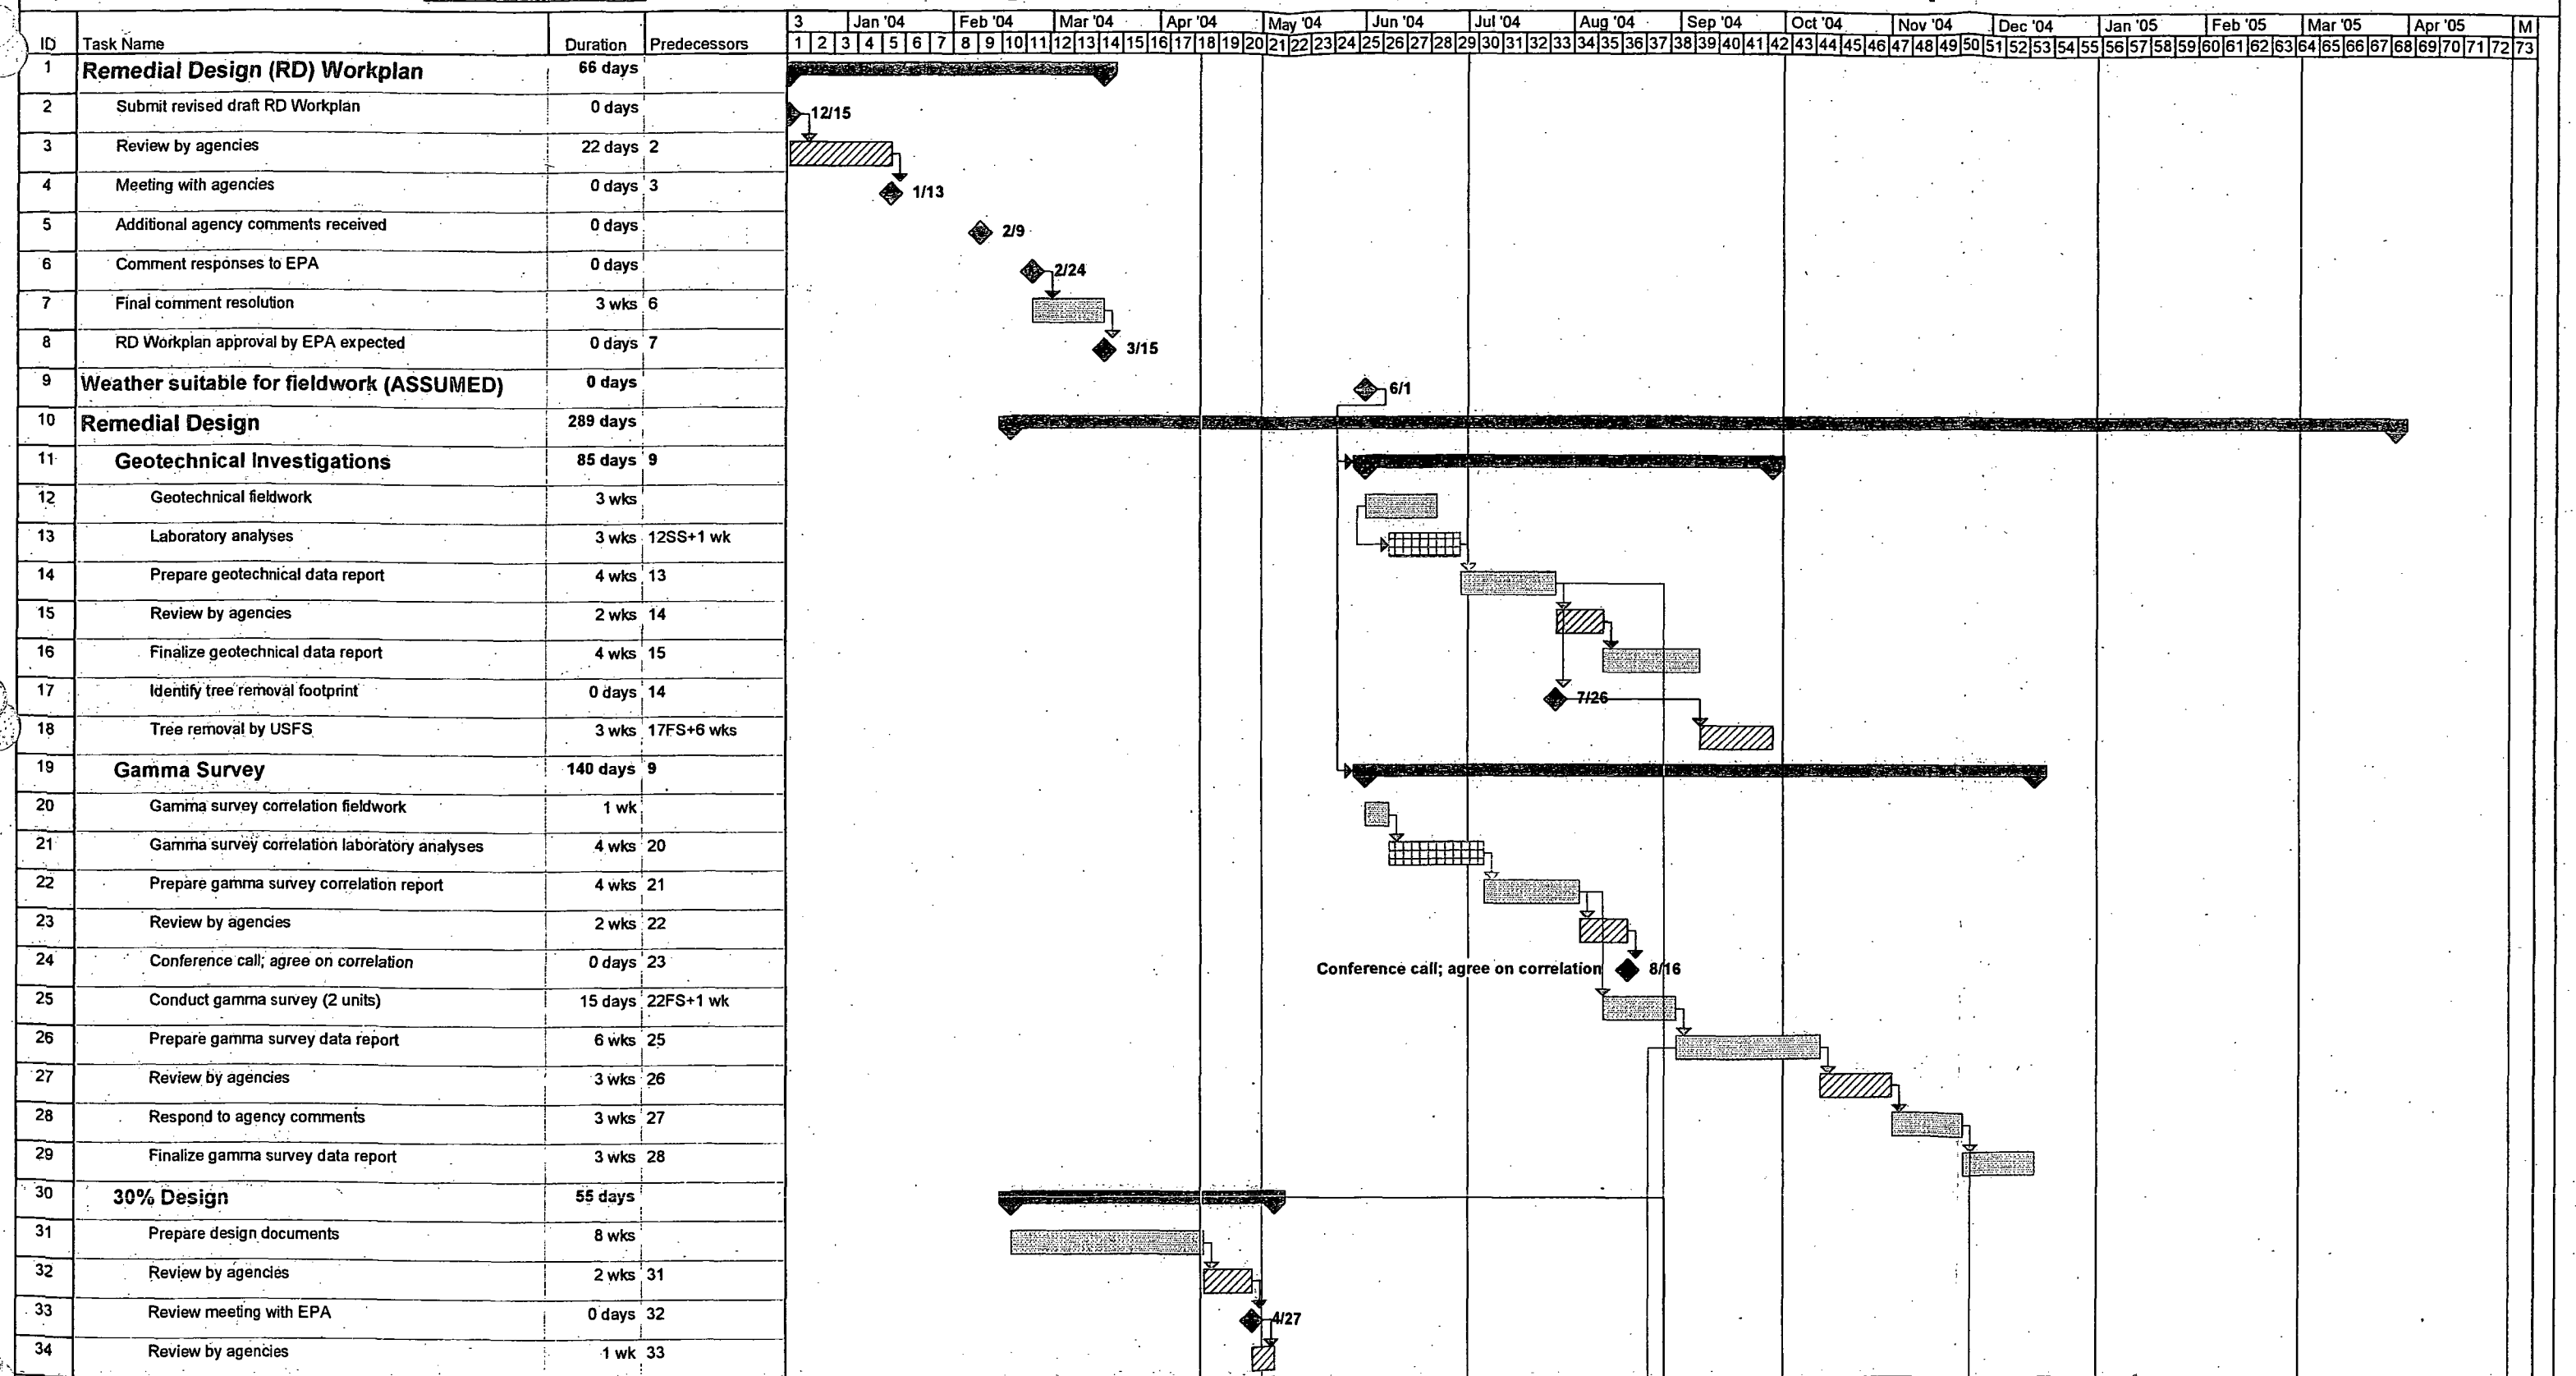 3 Jan '04 Feb '04 Mar '04 Apr '04 May '04 Jun '04 Jul '04 Aug '04 Sep '04 Oct '04 Nov '04 Dec '04 Jan '05 Feb '05 Mar '05 Apr '05 M
ID Task Name Duration Predecessors 1 2 3 4 5 6 7 8 9 10 11 12 13 14 15 16 17 18 19 20 21 22 23 24 25 26 27 28 29 30 31 32 33 34 35 36 37 38 39 40 41 42 43 44 45 46 47 48 49 50 51 52 53 54 55 56 57 58 59 60 61 62 63 64 65 66 67 68 69 70 71 72 73
1 Remedial Design (RD) Workplan 66 days
2 Submit revised draft RD Workplan 0 days 12/15
3 Review by agencies 22 days 2
4 Meeting with agencies 0 days 3 1/13
5 Additional agency comments received 0 days 2/9
6 Comment responses to EPA 0 days 2/24
7 Final comment resolution 3 wks 6
8 RD Workplan approval by EPA expected 0 days 7 3/15
9 Weather suitable for fieldwork (ASSUMED) 0 days 6/1
10 Remedial Design 289 days
11 Geotechnical Investigations 85 days 9
12 Geotechnical fieldwork 3 wks
13 Laboratory analyses 3 wks 12SS+1 wk
14 Prepare geotechnical data report 4 wks 13
15 Review by agencies 2 wks 14
16 Finalize geotechnical data report 4 wks 15
17 Identify tree removal footprint 0 days 14 7/26
18 Tree removal by USFS 3 wks 17FS+6 wks
19 Gamma Survey 140 days 9
20 Gamma survey correlation fieldwork 1 wk
21 Gamma survey correlation laboratory analyses 4 wks 20
22 Prepare gamma survey correlation report 4 wks 21
23 Review by agencies 2 wks 22
24 Conference call; agree on correlation 0 days 23 Conference call; agree on correlation 8/16
25 Conduct gamma survey (2 units) 15 days 22FS+1 wk
26 Prepare gamma survey data report 6 wks 25
27 Review by agencies 3 wks 26
28 Respond to agency comments 3 wks 27
29 Finalize gamma survey data report 3 wks 28
30 30% Design 55 days
31 Prepare design documents 8 wks
32 Review by agencies 2 wks 31
33 Review meeting with EPA 0 days 32 4/27
34 Review by agencies 1 wk 33